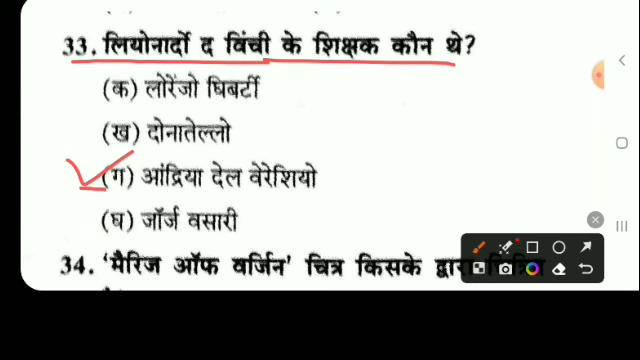 33. लियोनार्दो द विंची के शिक्षक कौन थे?
(क) लोरेंजो घिबर्टी
(ख) दोनातेल्लो
(ग) आंद्रिया देल वेरेशियो
(घ) जॉर्ज वसारी
34. 'मैरिज ऑफ वर्जिन' चित्र किसके द्वारा